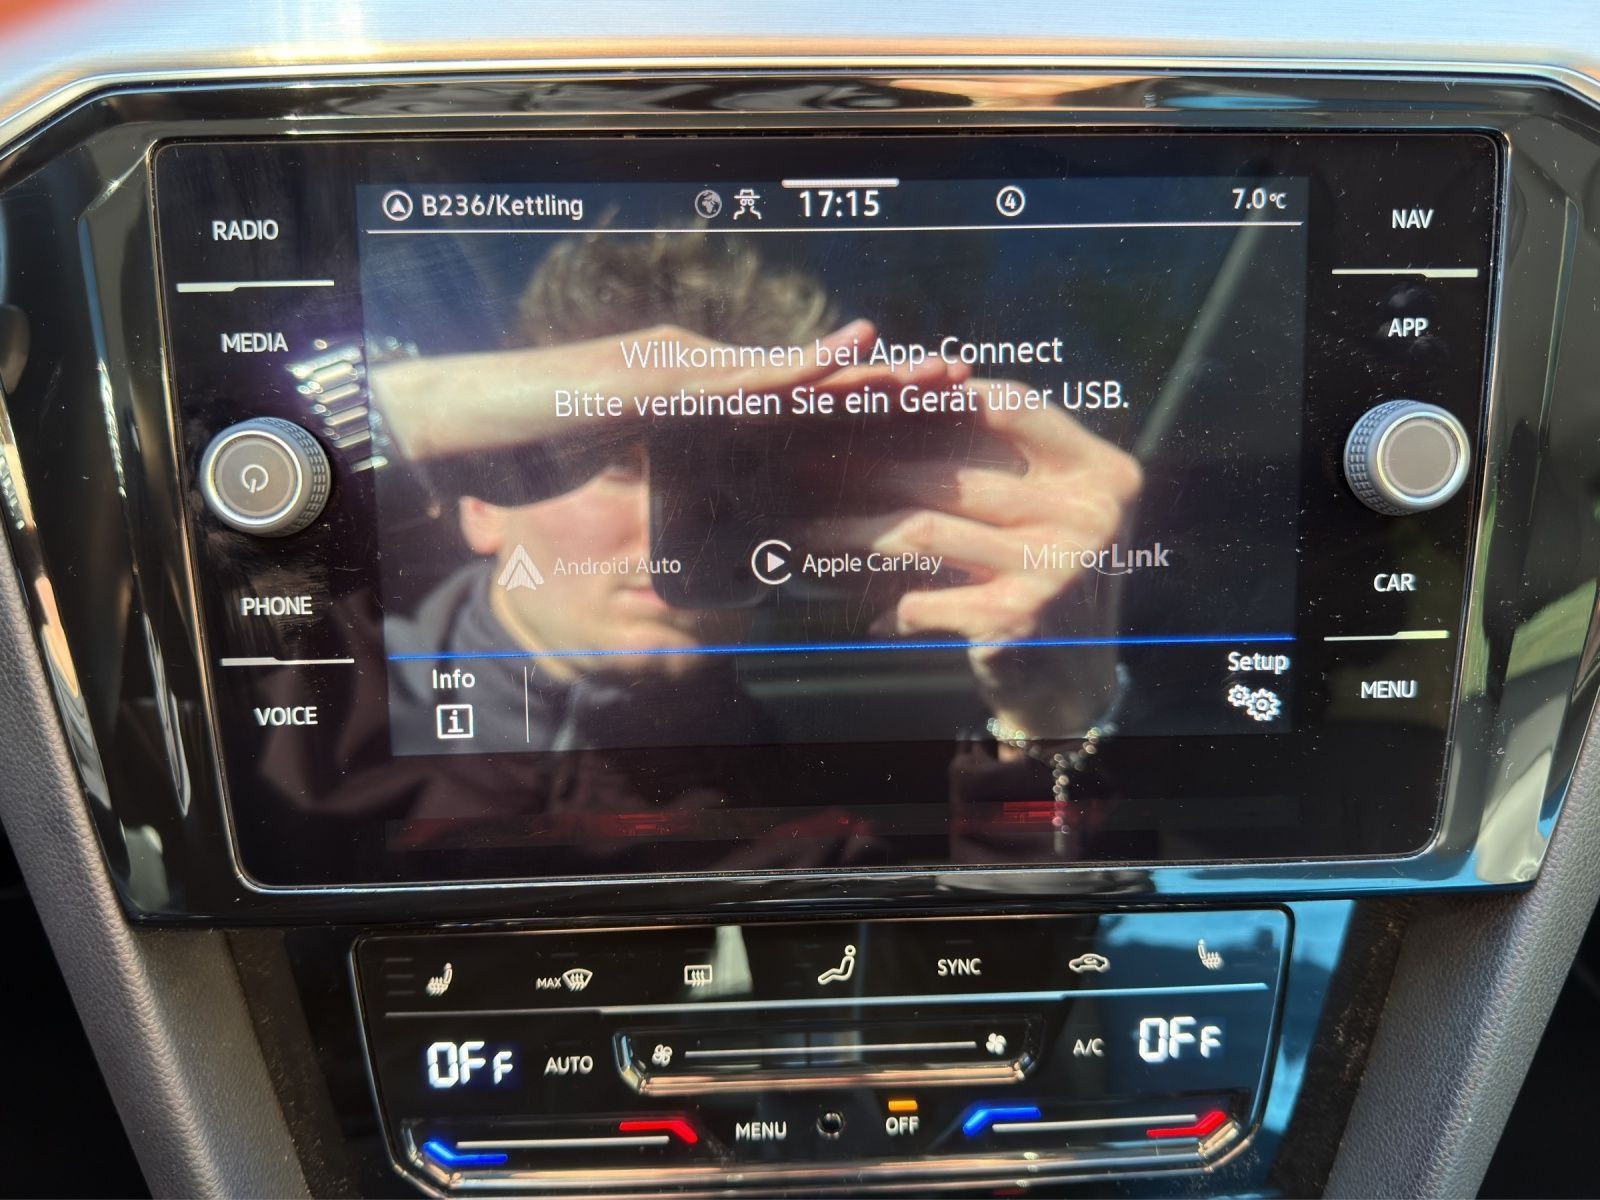 RADIO
MEDIA
PHONE
VOICE
B236/Kettling
17:15
4
7.0°C
Willkommen bei App-Connect
Bitte verbinden Sie ein Gerät über USB.
Android Auto
Apple CarPlay
MirrorLink
Info
i
Setup
NAV
APP
CAR
MENU
MAX
SYNC
OFF
AUTO
A/C
OFF
MENU
OFF